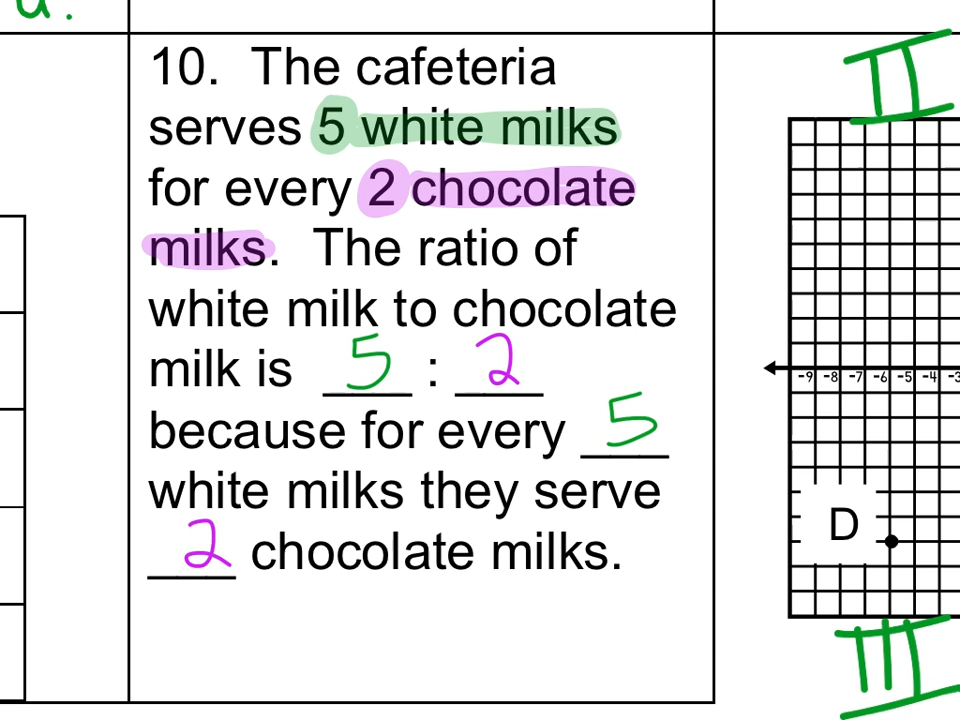 a.
10. The cafeteria
serves 5 white milks
for every 2 chocolate
milks. The ratio of
white milk to chocolate
milk is 5 : 2
because for every 5
white milks they serve
2 chocolate milks.
II
-9 -8 -7 -6 -5 -4 -3
D
III